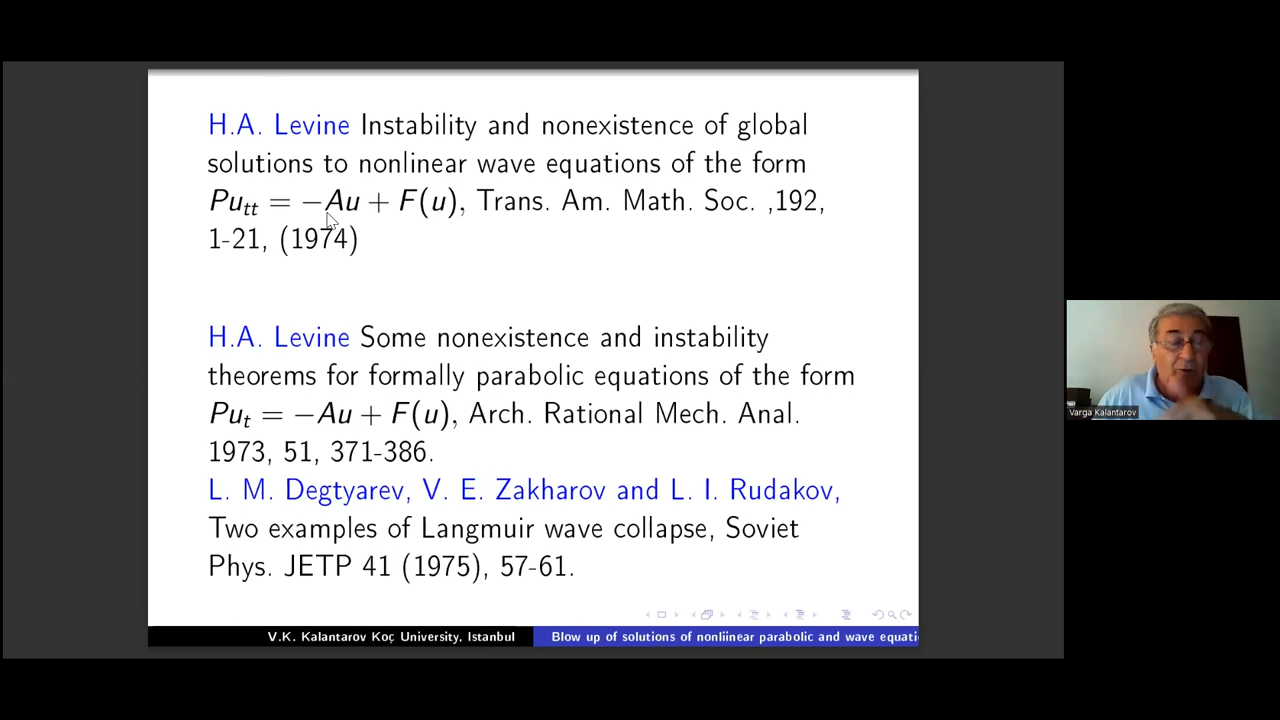 H.A. Levine Instability and nonexistence of global
solutions to nonlinear wave equations of the form
Pu_tt = −Au + F(u), Trans. Am. Math. Soc. ,192,
1-21, (1974)
H.A. Levine Some nonexistence and instability
theorems for formally parabolic equations of the form
Pu_t = −Au + F(u), Arch. Rational Mech. Anal.
1973, 51, 371-386.
L. M. Degtyarev, V. E. Zakharov and L. I. Rudakov,
Two examples of Langmuir wave collapse, Soviet
Phys. JETP 41 (1975), 57-61.
V.K. Kalantarov Koç University, Istanbul
Blow up of solutions of nonliinear parabolic and wave equati
Varga Kalantarov